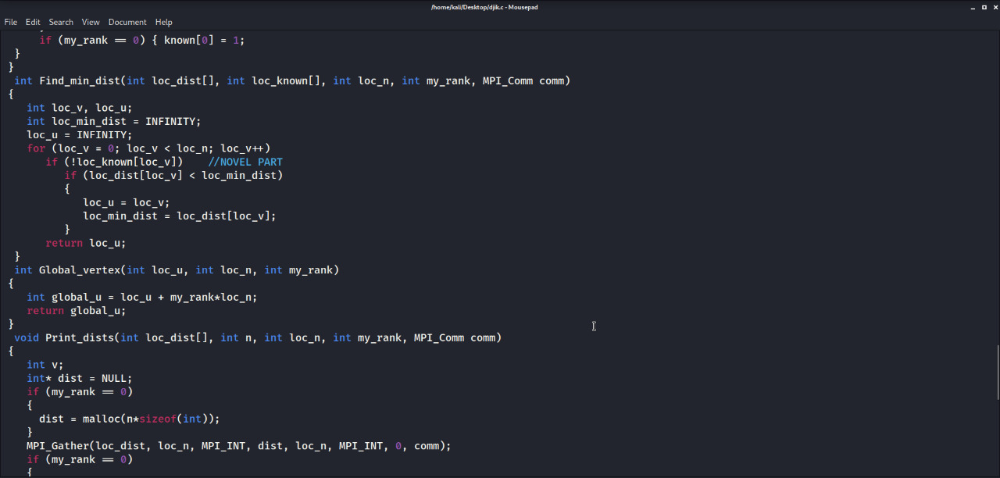 /home/kali/Desktop/djik.c - Mousepad
File Edit Search View Document Help
if (my_rank == 0) { known[0] = 1;
}
}
int Find_min_dist(int loc_dist[], int loc_known[], int loc_n, int my_rank, MPI_Comm comm)
{
int loc_v, loc_u;
int loc_min_dist = INFINITY;
loc_u = INFINITY;
for (loc_v = 0; loc_v < loc_n; loc_v++)
if (!loc_known[loc_v]) //NOVEL PART
if (loc_dist[loc_v] < loc_min_dist)
{
loc_u = loc_v;
loc_min_dist = loc_dist[loc_v];
}
return loc_u;
}
int Global_vertex(int loc_u, int loc_n, int my_rank)
{
int global_u = loc_u + my_rank*loc_n;
return global_u;
}
void Print_dists(int loc_dist[], int n, int loc_n, int my_rank, MPI_Comm comm)
{
int v;
int* dist = NULL;
if (my_rank == 0)
{
dist = malloc(n*sizeof(int));
}
MPI_Gather(loc_dist, loc_n, MPI_INT, dist, loc_n, MPI_INT, 0, comm);
if (my_rank == 0)
{